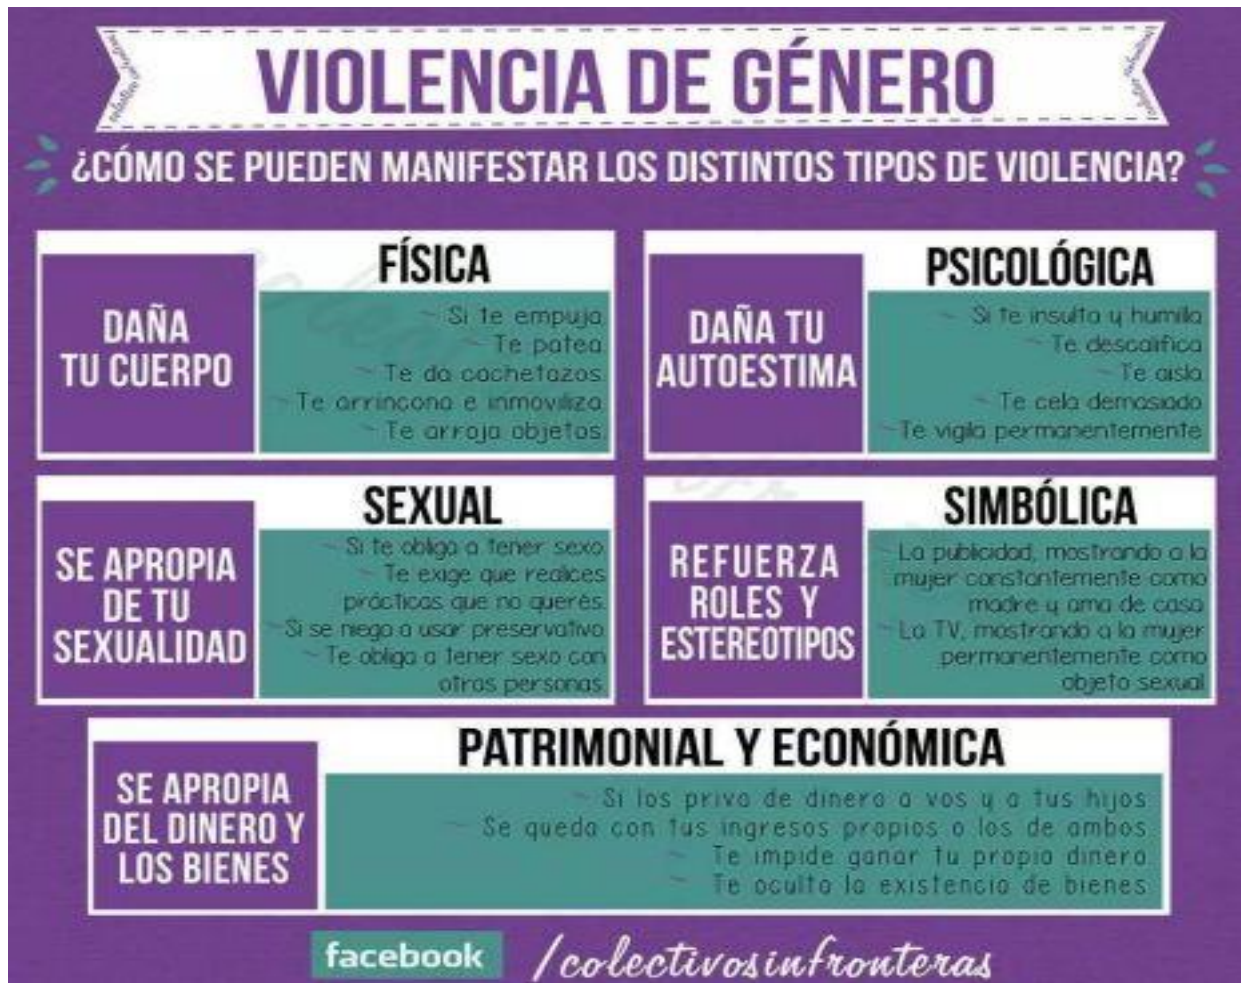 VIOLENCIA DE GÉNERO
¿CÓMO SE PUEDEN MANIFESTAR LOS DISTINTOS TIPOS DE VIOLENCIA?
FÍSICA
DAÑA
TU CUERPO
~ Si te empuja.
~ Te patea.
~ Te da cachetazos.
~ Te arrincona e inmoviliza.
~ Te arroja objetos.
PSICOLÓGICA
DAÑA TU
AUTOESTIMA
~ Si te insulta y humilla.
~ Te descalifica.
~ Te aisla.
~ Te cela demasiado.
~ Te vigila permanentemente.
SEXUAL
SE APROPIA
DE TU
SEXUALIDAD
~ Si te obliga a tener sexo.
~ Te exige que realices
prácticas que no querés.
~ Si se niega a usar preservativo.
~ Te obliga a tener sexo con
otras personas.
SIMBÓLICA
REFUERZA
ROLES Y
ESTEREOTIPOS
~ La publicidad, mostrando a la
mujer constantemente como
madre y ama de casa.
~ La TV, mostrando a la mujer
permanentemente como
objeto sexual.
PATRIMONIAL Y ECONÓMICA
SE APROPIA
DEL DINERO Y
LOS BIENES
~ Si los priva de dinero a vos y a tus hijos.
~ Se queda con tus ingresos propios o los de ambos.
~ Te impide ganar tu propio dinero.
~ Te oculta la existencia de bienes.
facebook /colectivosinfronteras